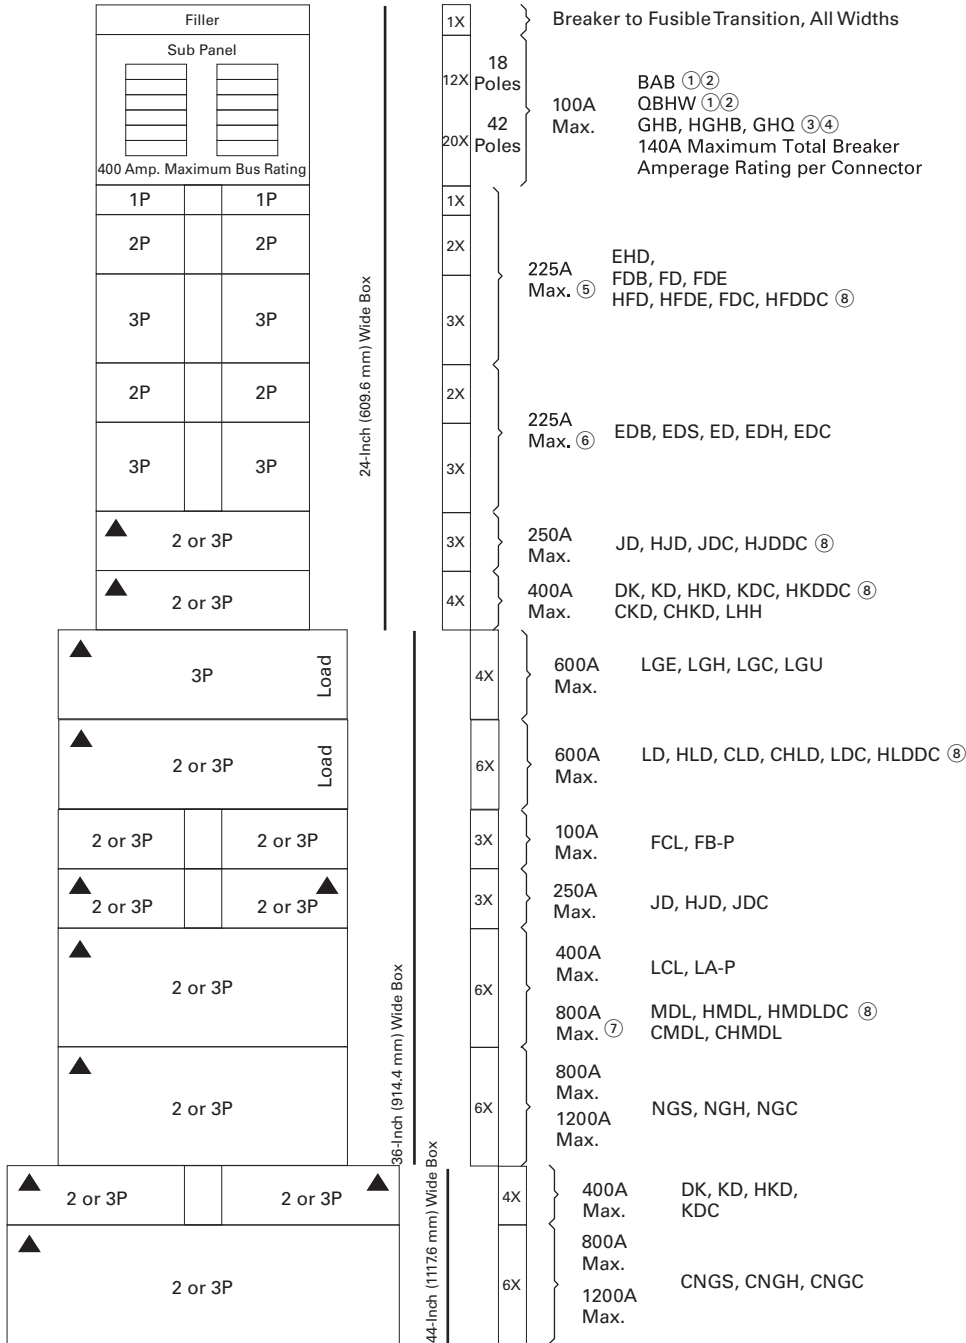 Filler
1X
Breaker to Fusible Transition, All Widths
Sub Panel
400 Amp. Maximum Bus Rating
12X
18
Poles
20X
42
Poles
100A
Max.
BAB ①②
QBHW ①②
GHB, HGHB, GHQ ③④
140A Maximum Total Breaker
Amperage Rating per Connector
1P 1P
1X
2P 2P
2X
3P 3P
3X
225A
Max. ⑤
EHD,
FDB, FD, FDE
HFD, HFDE, FDC, HFDDC ⑧
2P 2P
2X
3P 3P
3X
225A
Max. ⑥
EDB, EDS, ED, EDH, EDC
2 or 3P
3X
250A
Max.
JD, HJD, JDC, HJDDC ⑧
2 or 3P
4X
400A
Max.
DK, KD, HKD, KDC, HKDDC ⑧
CKD, CHKD, LHH
24-Inch (609.6 mm) Wide Box
3P
Load
4X
600A
Max.
LGE, LGH, LGC, LGU
2 or 3P
Load
6X
600A
Max.
LD, HLD, CLD, CHLD, LDC, HLDDC ⑧
2 or 3P 2 or 3P
3X
100A
Max.
FCL, FB-P
2 or 3P 2 or 3P
3X
250A
Max.
JD, HJD, JDC
2 or 3P
6X
400A
Max.
LCL, LA-P
800A
Max. ⑦
MDL, HMDL, HMDLDC ⑧
CMDL, CHMDL
2 or 3P
6X
800A
Max.
1200A
Max.
NGS, NGH, NGC
36-Inch (914.4 mm) Wide Box
2 or 3P 2 or 3P
4X
400A
Max.
DK, KD, HKD,
KDC
2 or 3P
6X
800A
Max.
1200A
Max.
CNGS, CNGH, CNGC
44-Inch (1117.6 mm) Wide Box